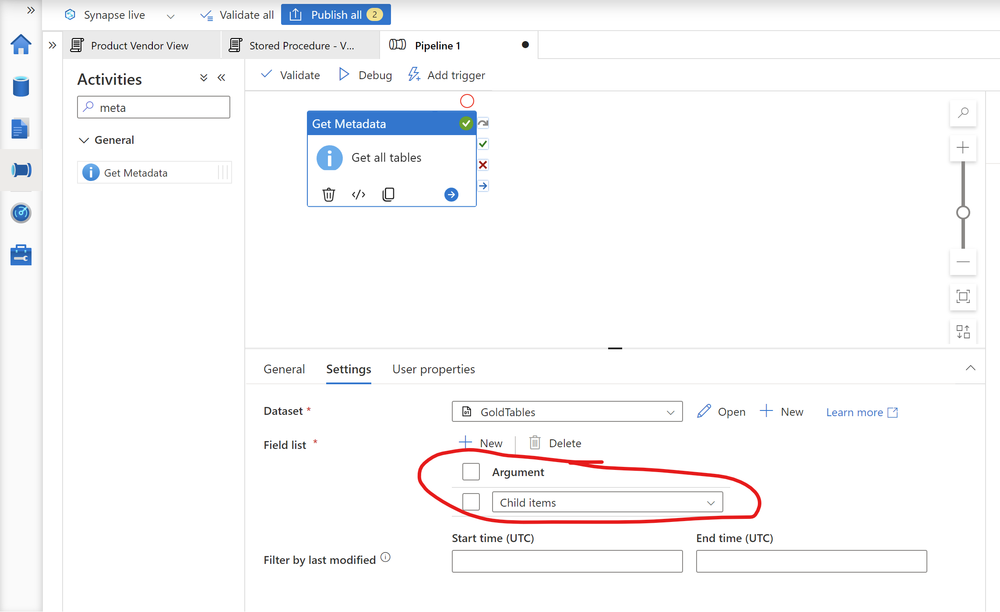 Synapse live
Validate all
Publish all 2
Product Vendor View
Stored Procedure - V...
Pipeline 1
Activities
Validate
Debug
Add trigger
meta
General
Get Metadata
Get Metadata
Get all tables
General
Settings
User properties
Dataset *
GoldTables
Open
New
Learn more
Field list *
New
Delete
Argument
Child items
Start time (UTC)
End time (UTC)
Filter by last modified